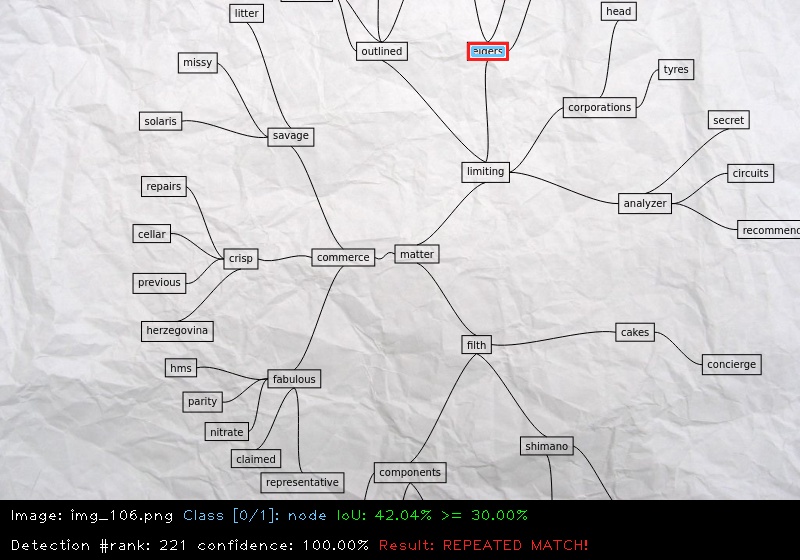 litter
head
outlined
missy
tyres
corporations
solaris
secret
savage
limiting
circuits
repairs
analyzer
cellar
recommend
crisp
commerce
matter
previous
herzegovina
cakes
filth
hms
concierge
fabulous
parity
nitrate
shimano
claimed
components
representative
Image: img_106.png Class [0/1]: node IoU: 42.04% >= 30.00%
Detection #rank: 221 confidence: 100.00% Result: REPEATED MATCH!